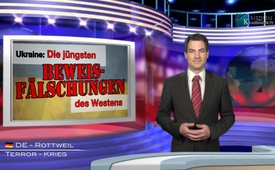 Ukraine: Die jüngsten
BEWEIS-
FÄLSCHUNGEN
des Westens
DE - ROTTWEIL
TERROR - KRIEG